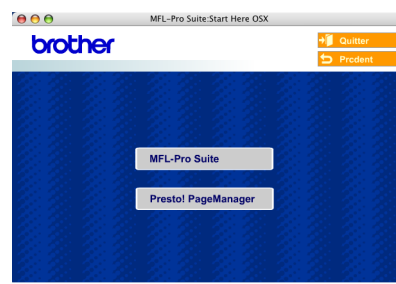 MFL-Pro Suite:Start Here OSX
brother
Quitter
Prcdent
MFL-Pro Suite
Presto! PageManager